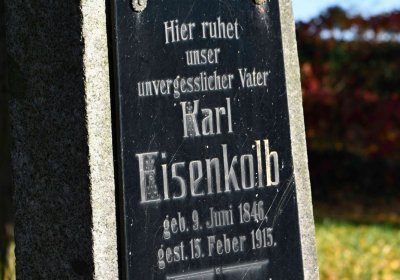 Hier ruhet
unser
unvergesslicher Vater
Karl
Eisenkolb
geb. 9. Juni 1846,
gest. 15. Feber 1915.